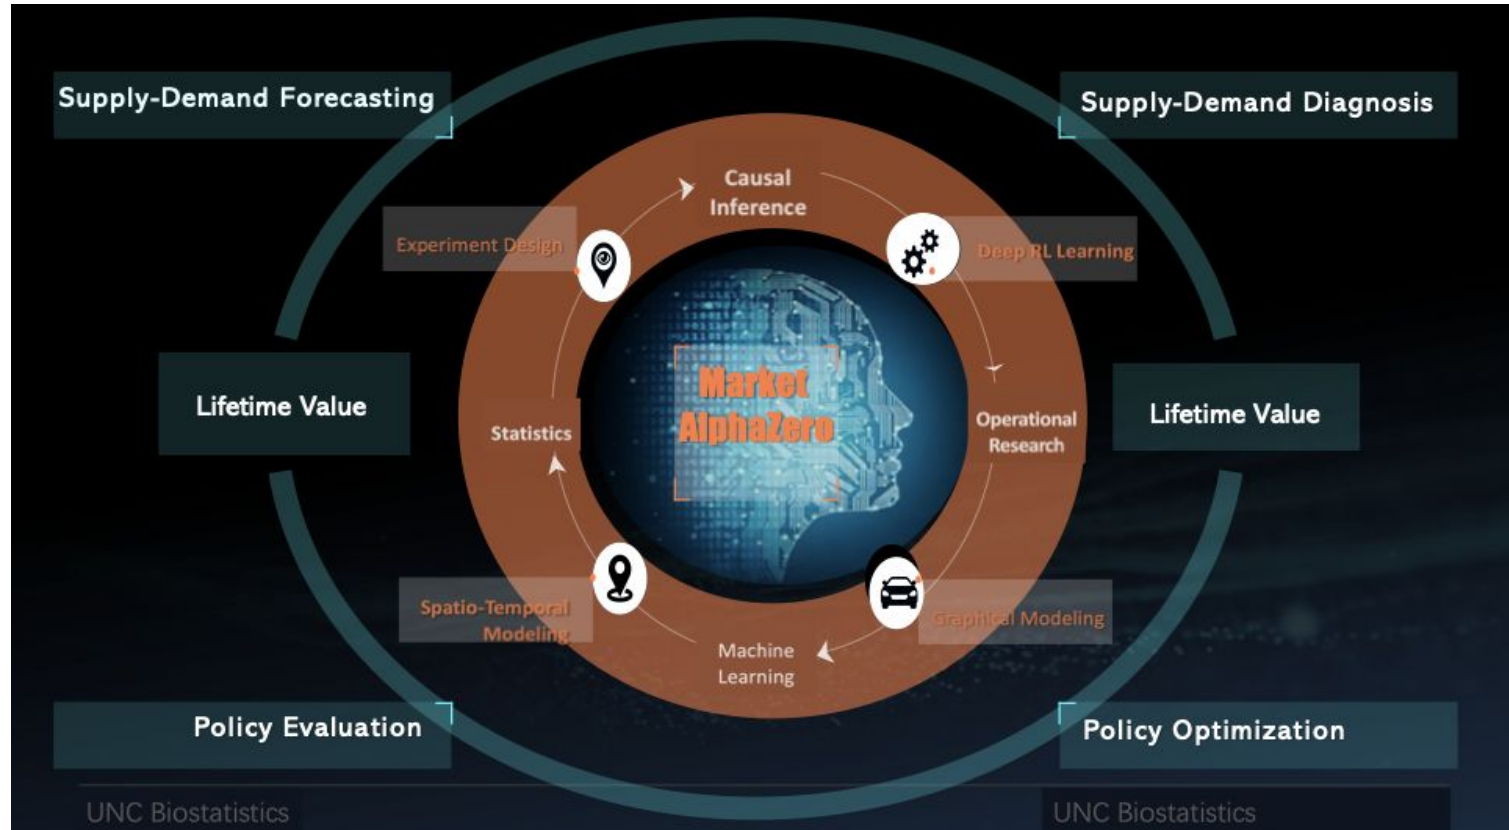 Supply-Demand Forecasting
Supply-Demand Diagnosis
Causal
Inference
Experiment Design
Deep RL Learning
Market
AlphaZero
Lifetime Value
Lifetime Value
Statistics
Operational
Research
Spatio-Temporal
Modeling
Graphical Modeling
Machine
Learning
Policy Evaluation
Policy Optimization
UNC Biostatistics
UNC Biostatistics